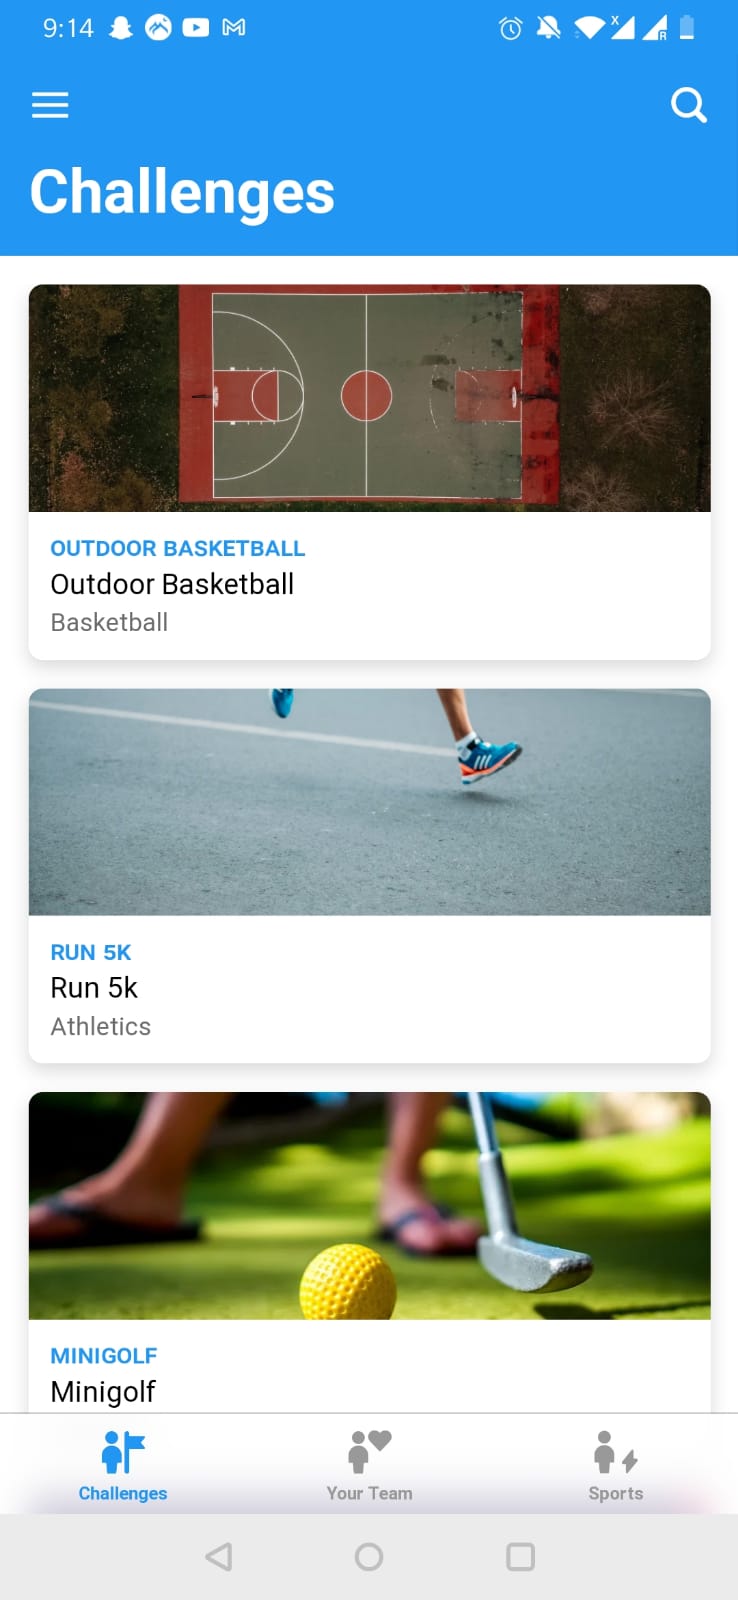 9:14
Challenges
OUTDOOR BASKETBALL
Outdoor Basketball
Basketball
RUN 5K
Run 5k
Athletics
MINIGOLF
Minigolf
Challenges
Your Team
Sports